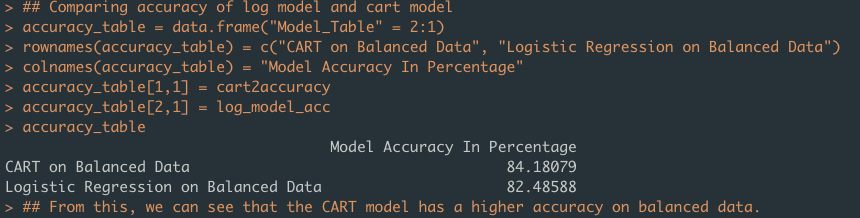 > ## Comparing accuracy of log model and cart model
> accuracy_table = data.frame("Model_Table" = 2:1)
> rownames(accuracy_table) = c("CART on Balanced Data", "Logistic Regression on Balanced Data")
> colnames(accuracy_table) = "Model Accuracy In Percentage"
> accuracy_table[1,1] = cart2accuracy
> accuracy_table[2,1] = log_model_acc
> accuracy_table
Model Accuracy In Percentage
CART on Balanced Data 84.18079
Logistic Regression on Balanced Data 82.48588
> ## From this, we can see that the CART model has a higher accuracy on balanced data.